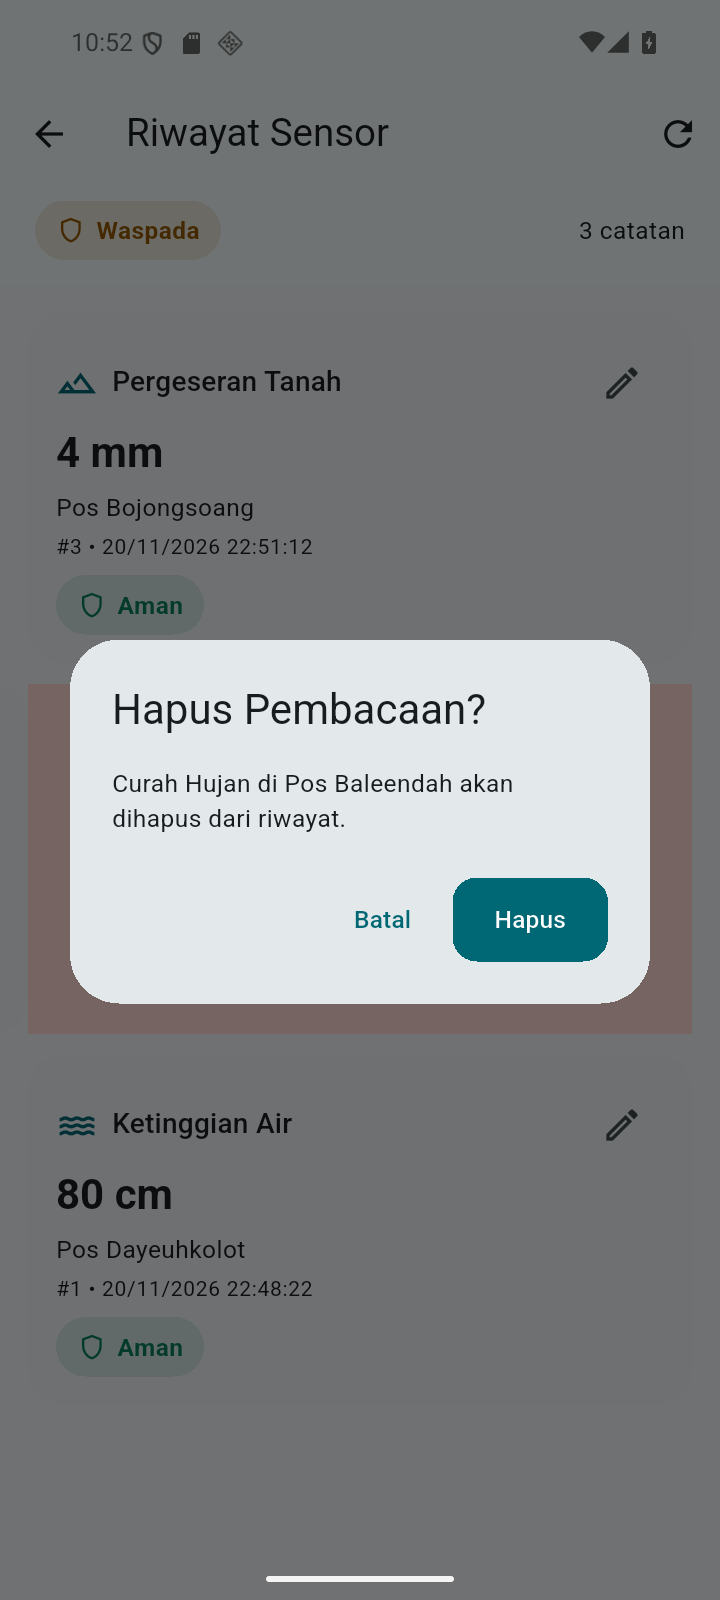 10:52
Riwayat Sensor
Waspada
3 catatan
Pergeseran Tanah
4 mm
Pos Bojongsoang
#3 • 20/11/2026 22:51:12
Aman
Hapus Pembacaan?
Curah Hujan di Pos Baleendah akan
dihapus dari riwayat.
Batal
Hapus
Ketinggian Air
80 cm
Pos Dayeuhkolot
#1 • 20/11/2026 22:48:22
Aman